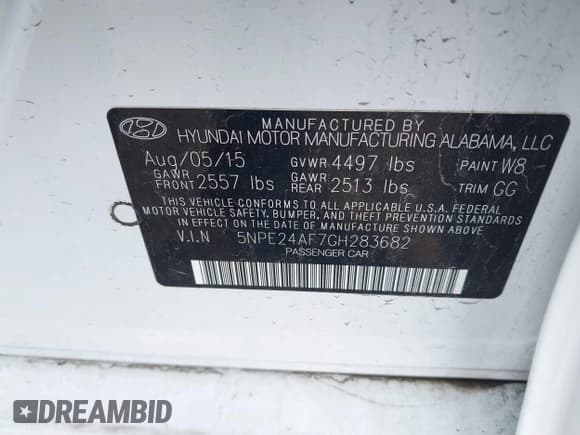 MANUFACTURED BY
HYUNDAI MOTOR MANUFACTURING ALABAMA, LLC
Aug/05/15 GVWR 4497 lbs PAINT W8
GAWR FRONT 2557 lbs GAWR REAR 2513 lbs TRIM GG
THIS VEHICLE CONFORMS TO ALL APPLICABLE U.S.A. FEDERAL
MOTOR VEHICLE SAFETY, BUMPER, AND THEFT PREVENTION STANDARDS
IN EFFECT ON THE DATE OF MANUFACTURE SHOWN ABOVE.
V.I.N 5NPE24AF7GH283682
PASSENGER CAR
DREAMBID